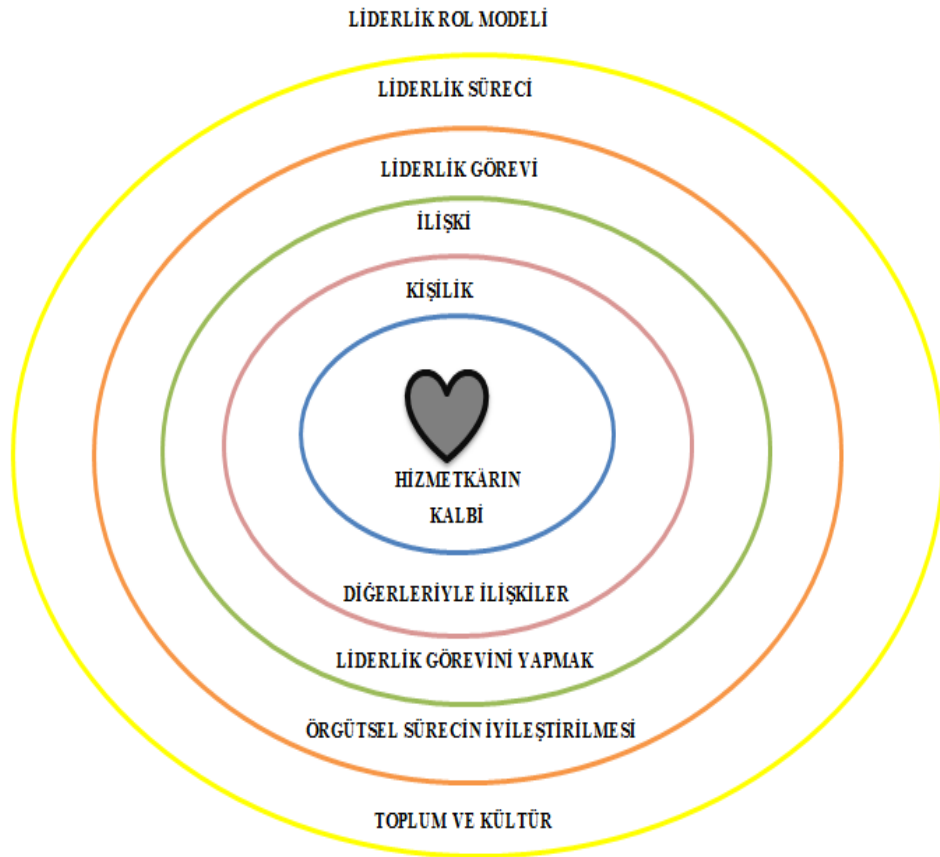 LİDERLİK ROL MODELİ
LİDERLİK SÜRECİ
LİDERLİK GÖREVİ
İLİŞKİ
KİŞİLİK
HİZMETKÂRIN
KALBİ
DİĞERLERİYLE İLİŞKİLER
LİDERLİK GÖREVİNİ YAPMAK
ÖRGÜTSEL SÜRECİN İYİLEŞTİRİLMESİ
TOPLUM VE KÜLTÜR